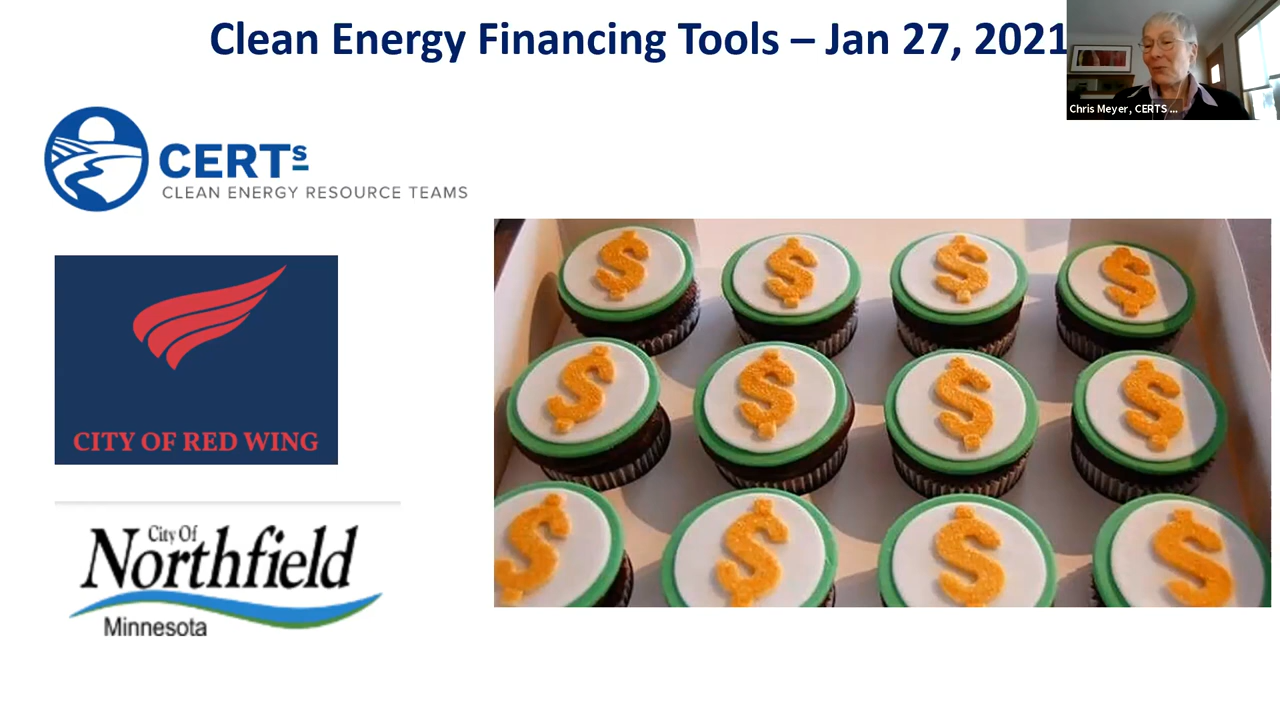 Clean Energy Financing Tools – Jan 27, 2021
Chris Meyer, CERTS ...
CERTs
CLEAN ENERGY RESOURCE TEAMS
CITY OF RED WING
City Of
Northfield
Minnesota
$ $ $ $
$ $ $ $
$ $ $ $